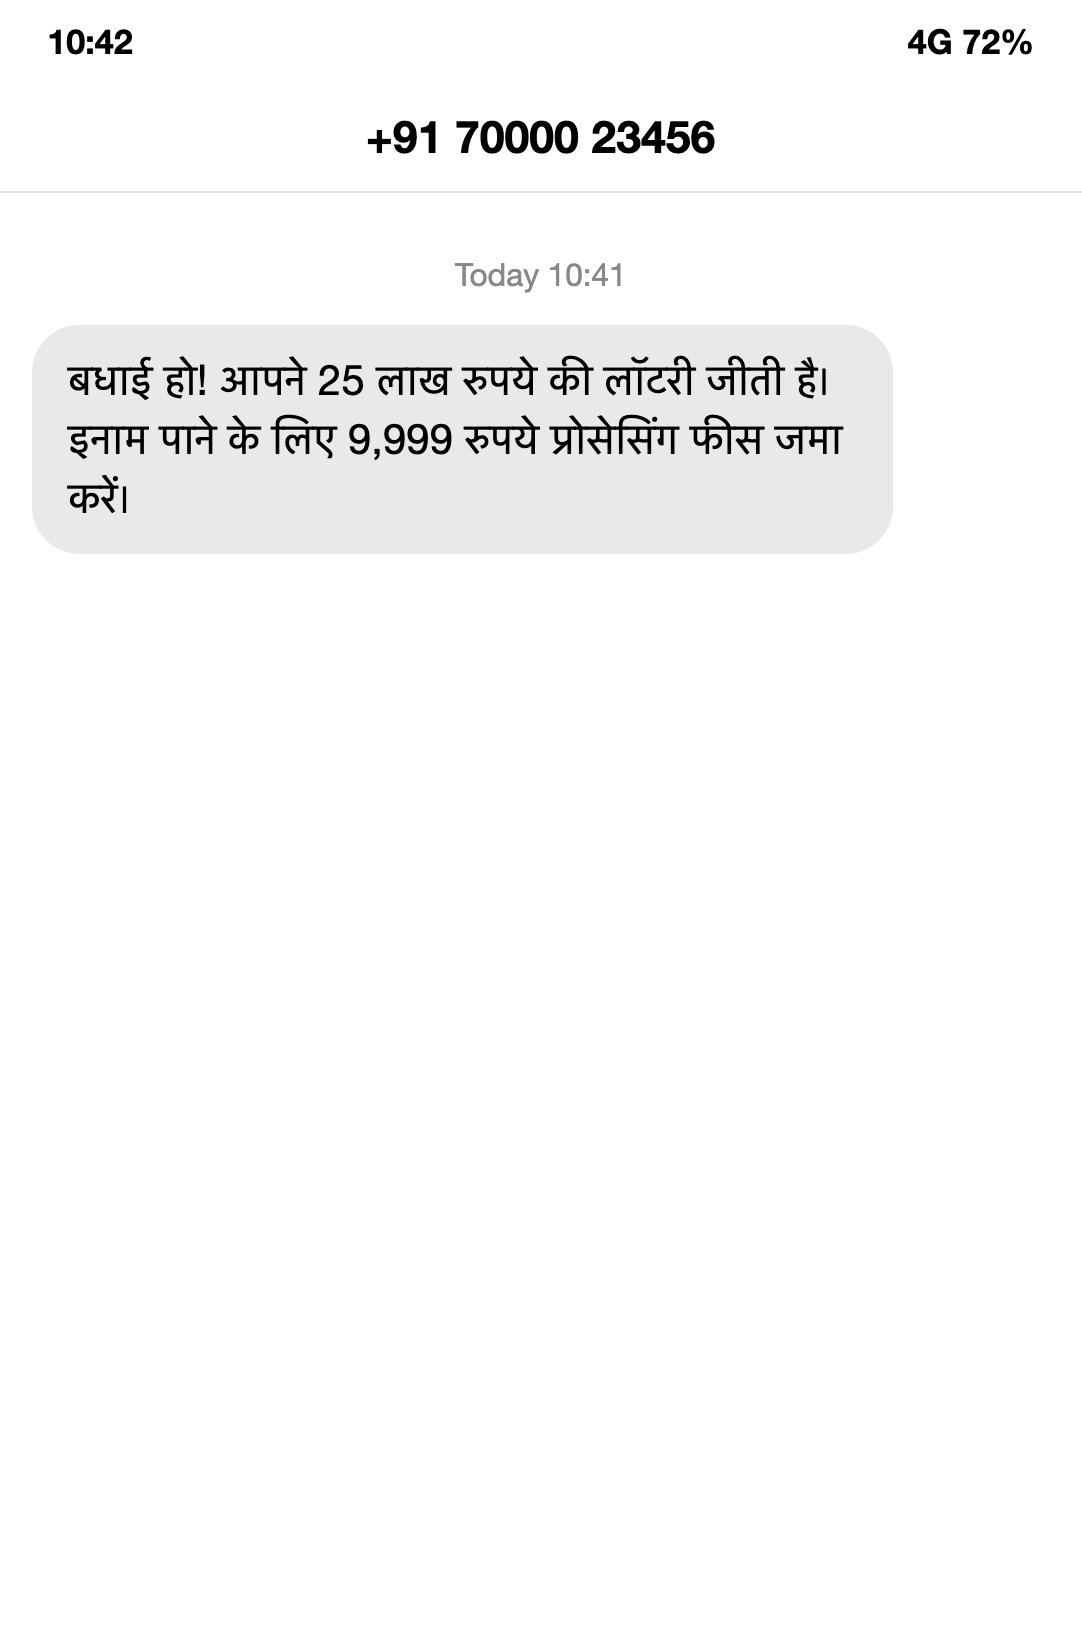 10:42 4G 72%
+91 70000 23456
Today 10:41
बधाई हो! आपने 25 लाख रुपये की लॉटरी जीती है।
इनाम पाने के लिए 9,999 रुपये प्रोसेसिंग फीस जमा
करें।